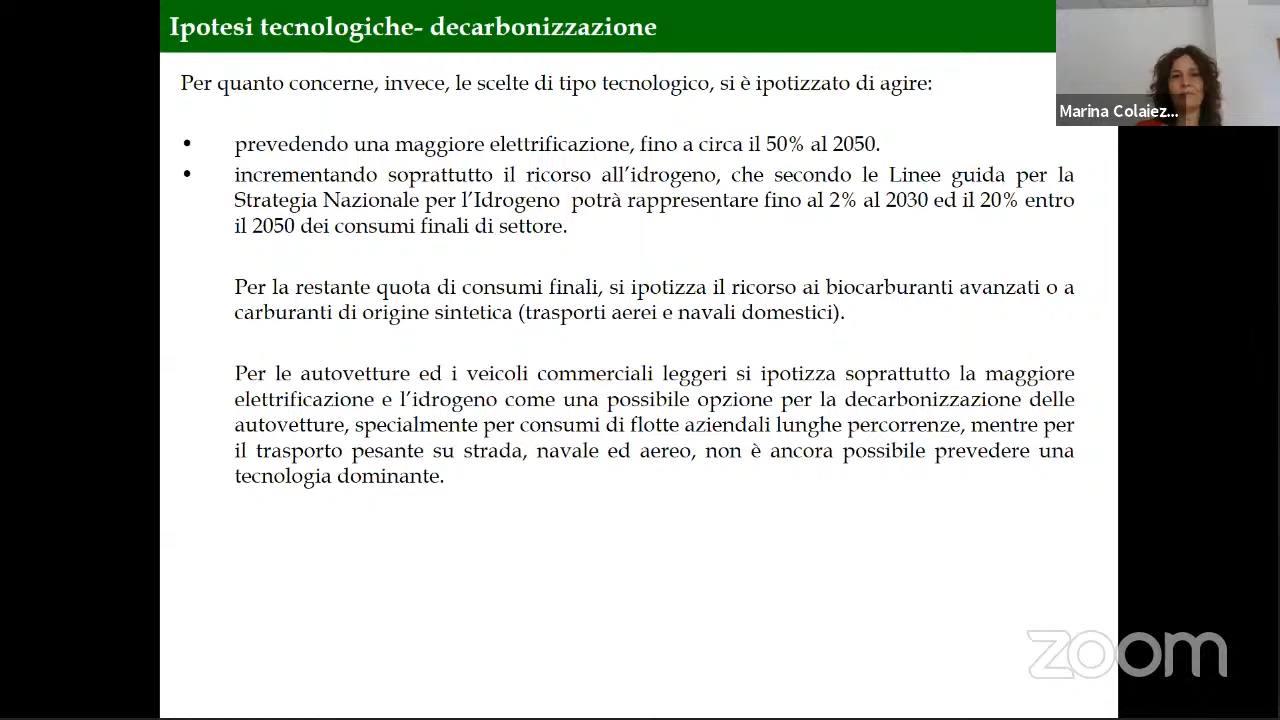 Ipotesi tecnologiche- decarbonizzazione
Per quanto concerne, invece, le scelte di tipo tecnologico, si è ipotizzato di agire:
• prevedendo una maggiore elettrificazione, fino a circa il 50% al 2050.
• incrementando soprattutto il ricorso all’idrogeno, che secondo le Linee guida per la
Strategia Nazionale per l’Idrogeno potrà rappresentare fino al 2% al 2030 ed il 20% entro
il 2050 dei consumi finali di settore.
Per la restante quota di consumi finali, si ipotizza il ricorso ai biocarburanti avanzati o a
carburanti di origine sintetica (trasporti aerei e navali domestici).
Per le autovetture ed i veicoli commerciali leggeri si ipotizza soprattutto la maggiore
elettrificazione e l’idrogeno come una possibile opzione per la decarbonizzazione delle
autovetture, specialmente per consumi di flotte aziendali lunghe percorrenze, mentre per
il trasporto pesante su strada, navale ed aereo, non è ancora possibile prevedere una
tecnologia dominante.
Marina Colaiez...
zoom